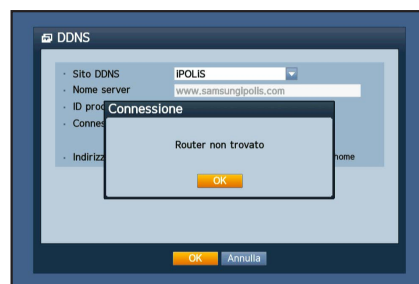 DDNS
Sito DDNS iPOLiS
Nome server www.samsungipolis.com
ID prod
Connessione
Connes
Router non trovato
Indirizz nome
OK
OK Annulla